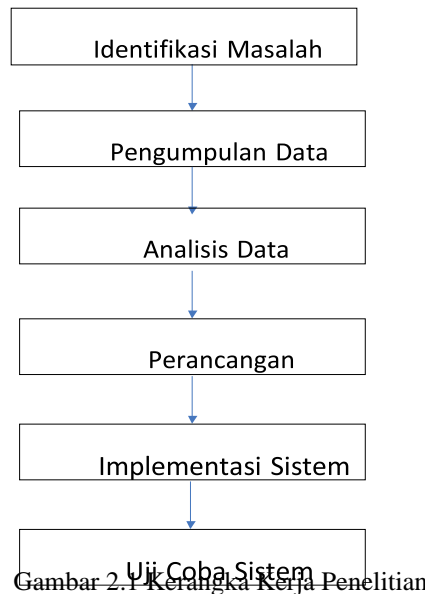 Identifikasi Masalah
Pengumpulan Data
Analisis Data
Perancangan
Implementasi Sistem
Uji Coba Sistem
Gambar 2.1 Kerangka Kerja Penelitian